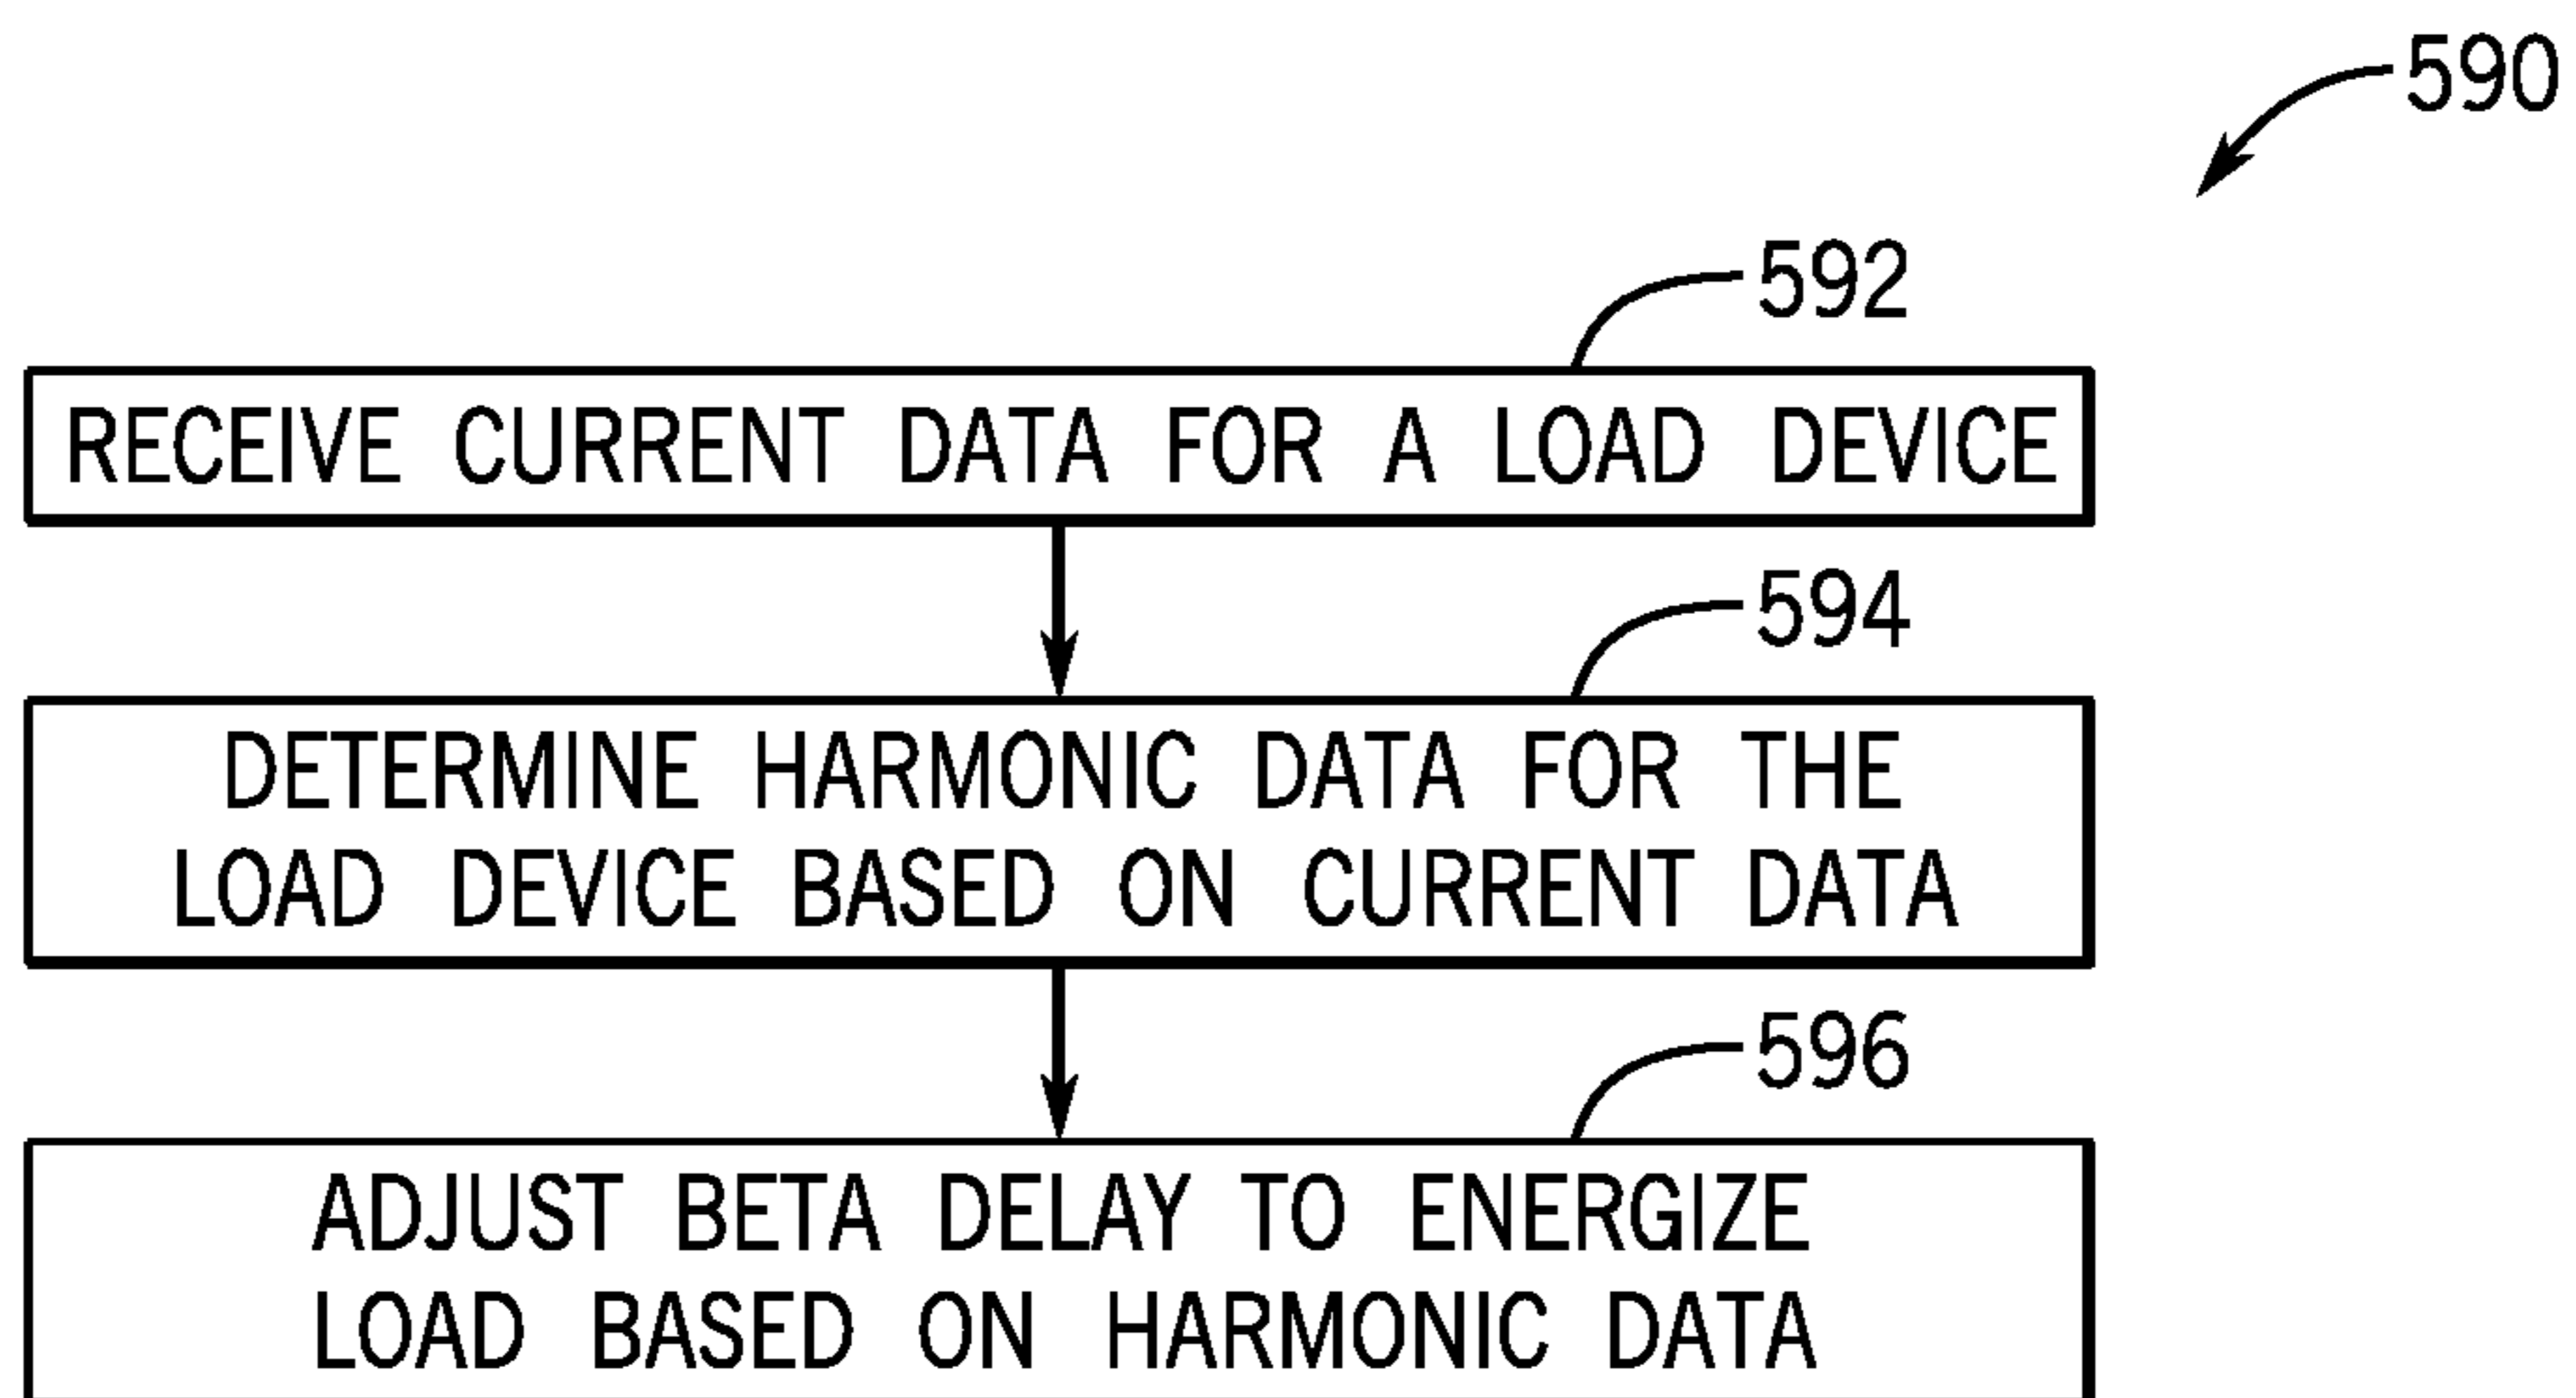 590
592
RECEIVE CURRENT DATA FOR A LOAD DEVICE
594
DETERMINE HARMONIC DATA FOR THE
LOAD DEVICE BASED ON CURRENT DATA
596
ADJUST BETA DELAY TO ENERGIZE
LOAD BASED ON HARMONIC DATA